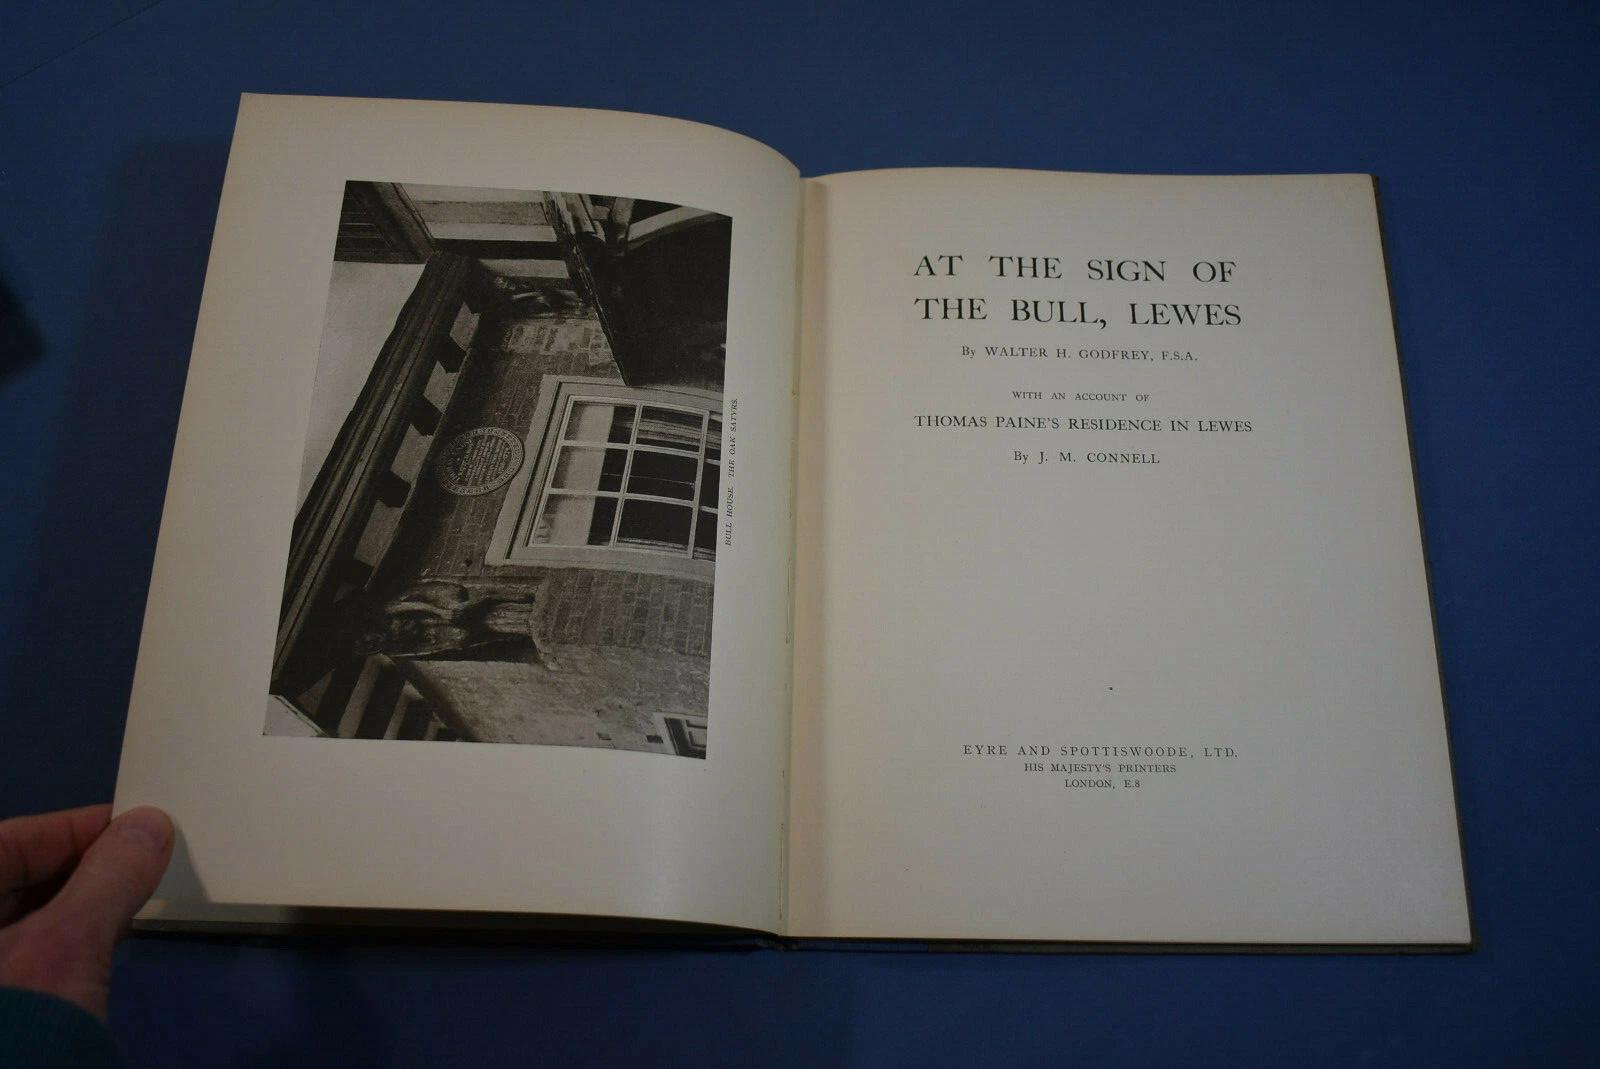 BULL HOUSE. THE OAK SATYRS.
AT THE SIGN OF
THE BULL, LEWES
By WALTER H. GODFREY, F.S.A.
WITH AN ACCOUNT OF
THOMAS PAINE'S RESIDENCE IN LEWES
By J. M. CONNELL
EYRE AND SPOTTISWOODE, LTD.
HIS MAJESTY'S PRINTERS
LONDON, E.8